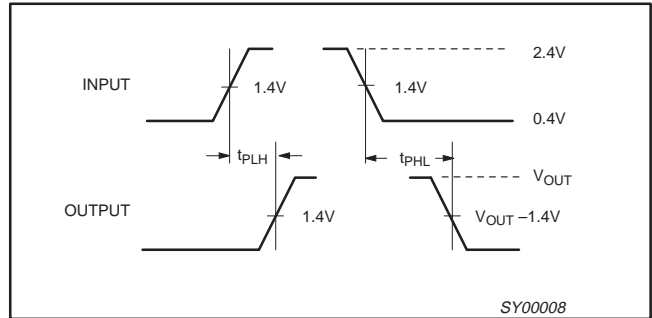 2.4V
INPUT
1.4V
1.4V
0.4V
tPLH
tPHL
VOUT
OUTPUT
1.4V
VOUT –1.4V
SY00008